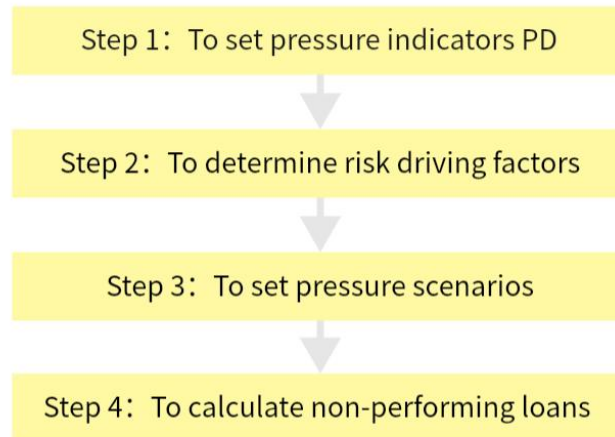 Step 1：To set pressure indicators PD
Step 2：To determine risk driving factors
Step 3：To set pressure scenarios
Step 4：To calculate non-performing loans